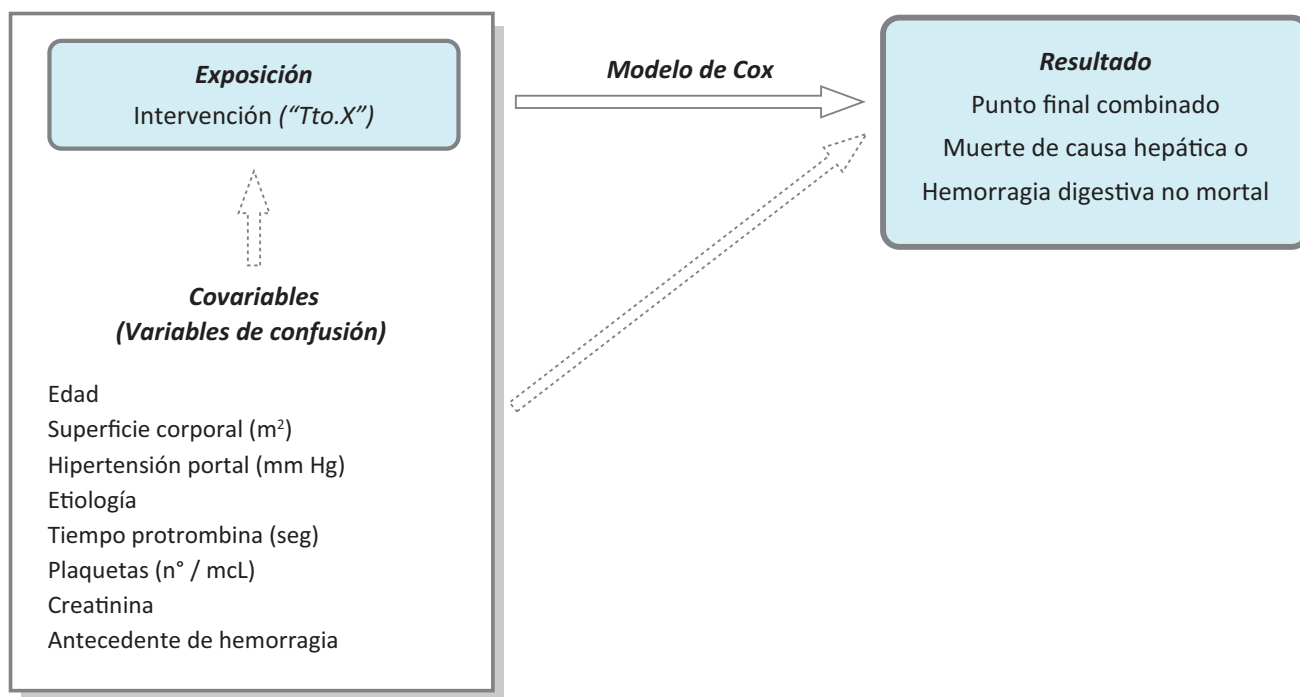 Exposición
Intervención (“Tto.X”)
Covariables
(Variables de confusión)
Edad
Superficie corporal (m²)
Hipertensión portal (mm Hg)
Etiología
Tiempo protrombina (seg)
Plaquetas (n° / mcL)
Creatinina
Antecedente de hemorragia
Modelo de Cox
Resultado
Punto final combinado
Muerte de causa hepática o
Hemorragia digestiva no mortal